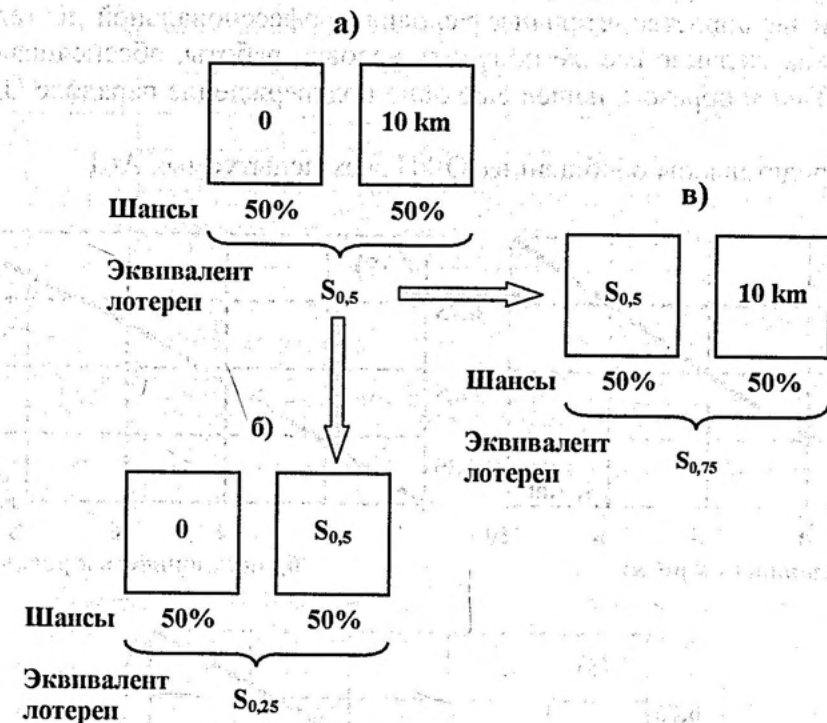 а)
0
10 km
Шансы
50%
50%
Эквивалент
лотереи
S0,5
в)
S0,5
10 km
Шансы
50%
50%
Эквивалент
лотереи
S0,75
б)
0
S0,5
Шансы
50%
50%
Эквивалент
лотереи
S0,25